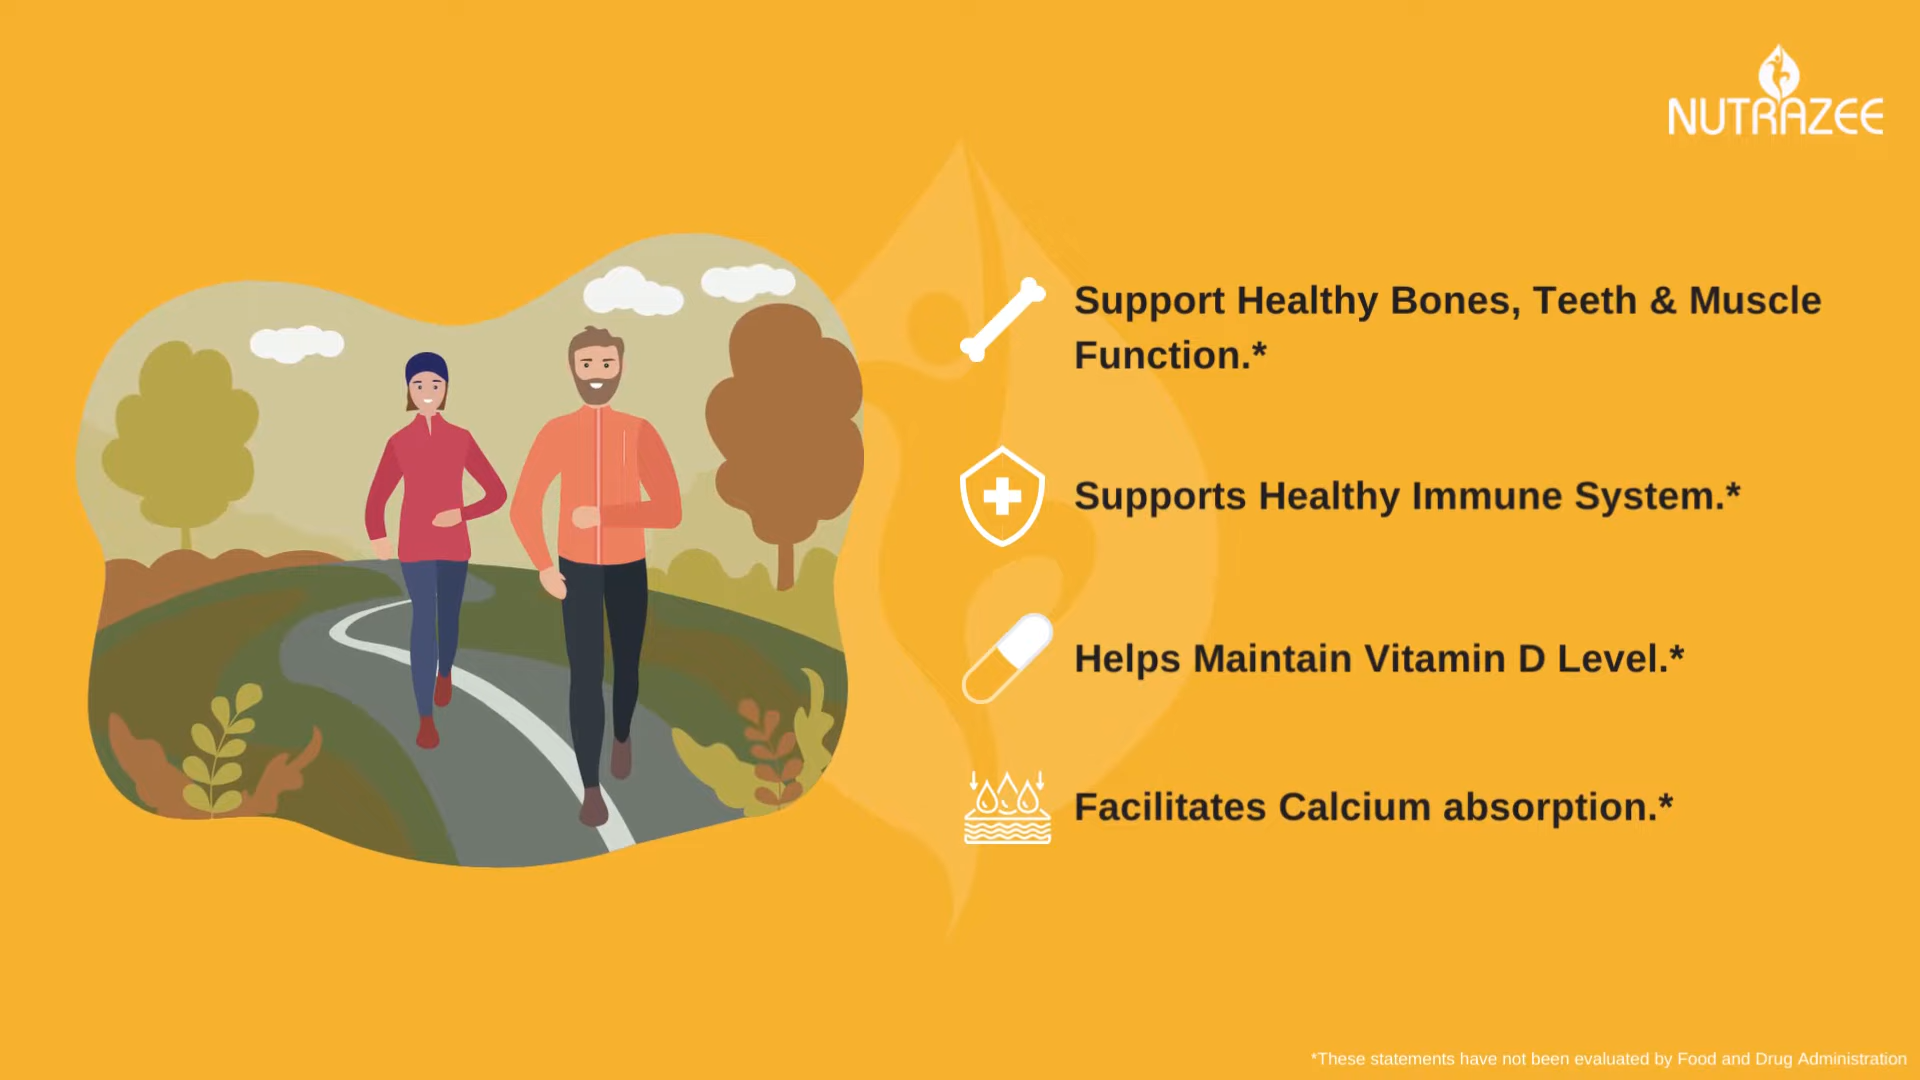 NUTRAZEE
Support Healthy Bones, Teeth & Muscle
Function.*
Supports Healthy Immune System.*
Helps Maintain Vitamin D Level.*
Facilitates Calcium absorption.*
*These statements have not been evaluated by Food and Drug Administration